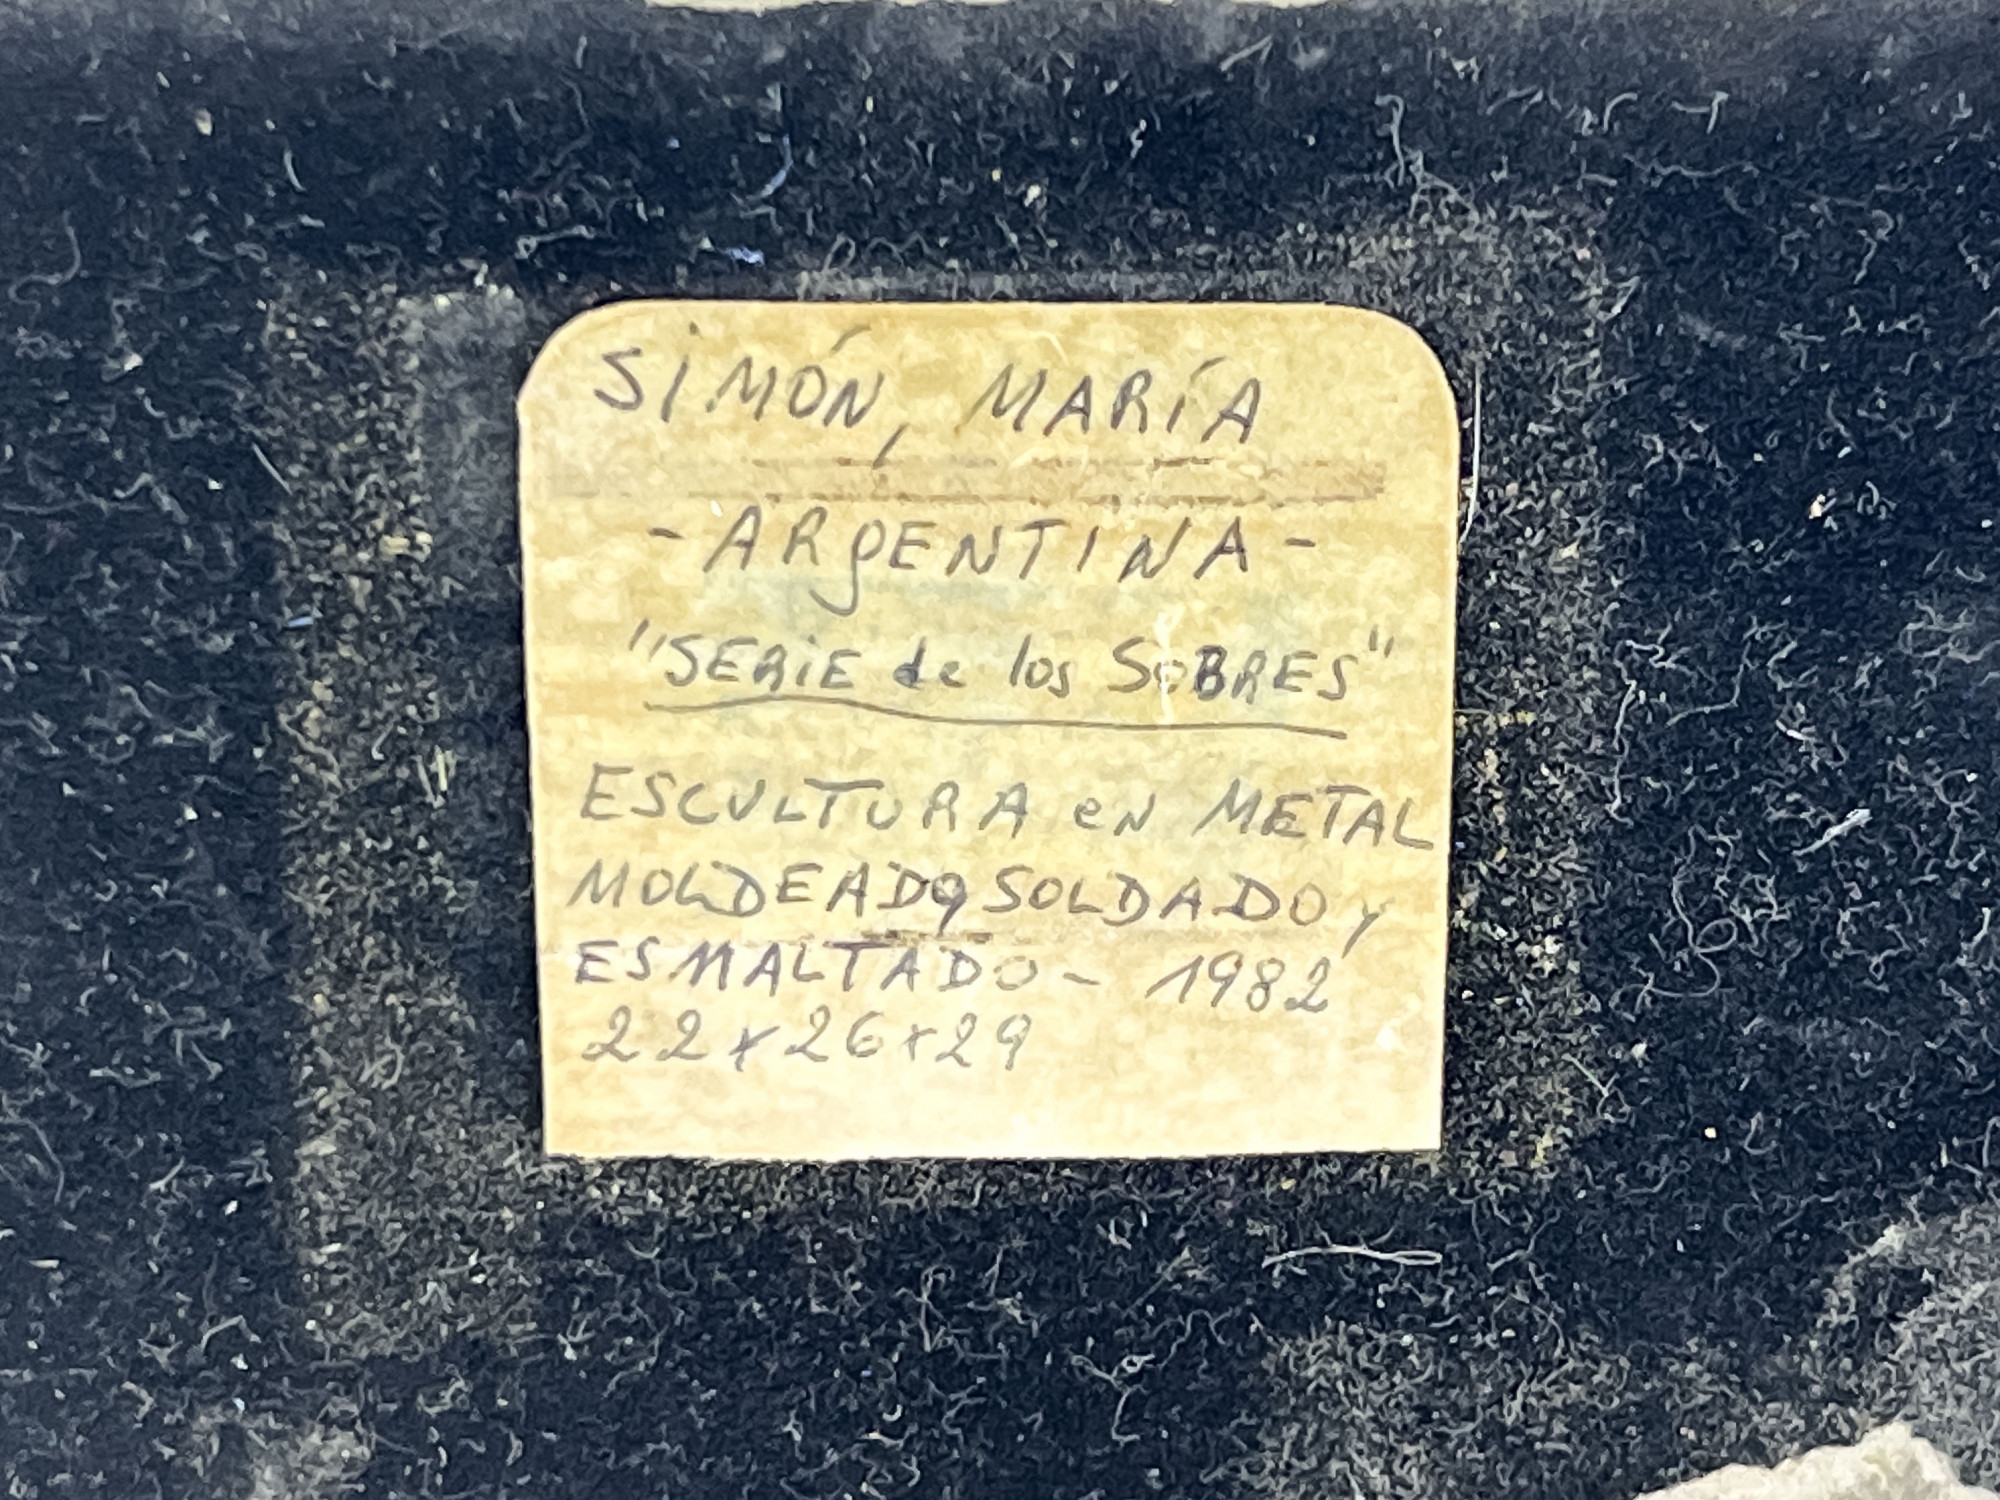 SIMÓN, MARÍA
- ARgENTINA -
"SERiE de los SOBRES"
ESCULTURA eN METAL
MOLDEADO, SOLDADO y
ESMALTADO - 1982
22x26x29